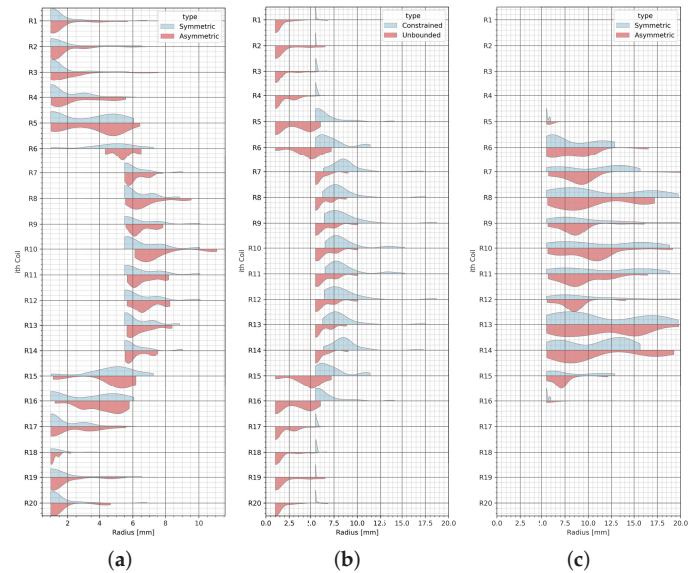 type
Symmetric
Asymmetric
R1
R2
R3
R4
R5
R6
R7
R8
R9
R10
R11
R12
R13
R14
R15
R16
R17
R18
R19
R20
ith Coil
2
4
6
8
10
Radius [mm]
(a)
type
Constrained
Unbounded
R1
R2
R3
R4
R5
R6
R7
R8
R9
R10
R11
R12
R13
R14
R15
R16
R17
R18
R19
R20
ith Coil
0.0
2.5
5.0
7.5
10.0
12.5
15.0
17.5
20.0
Radius [mm]
(b)
type
Symmetric
Asymmetric
R1
R2
R3
R4
R5
R6
R7
R8
R9
R10
R11
R12
R13
R14
R15
R16
R17
R18
R19
R20
ith Coil
0.0
2.5
5.0
7.5
10.0
12.5
15.0
17.5
20.0
Radius [mm]
(c)